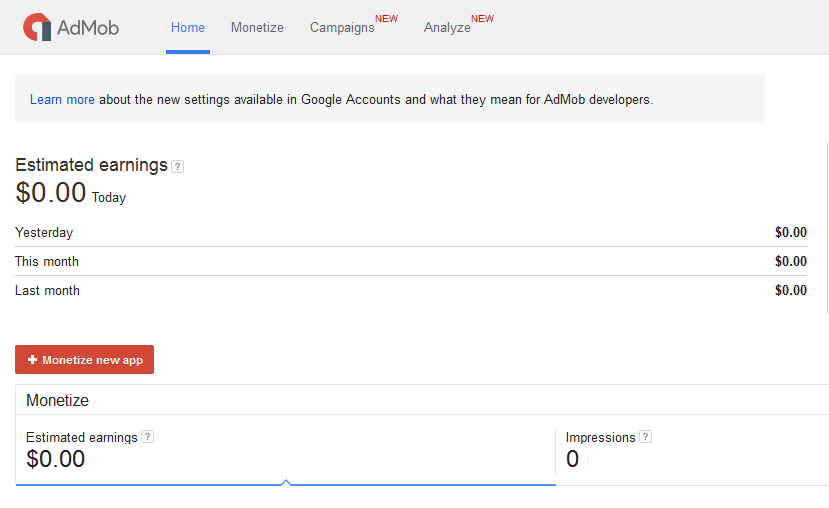 AdMob Home Monetize Campaigns NEW Analyze NEW
Learn more about the new settings available in Google Accounts and what they mean for AdMob developers.
Estimated earnings ?
$0.00 Today
Yesterday $0.00
This month $0.00
Last month $0.00
+ Monetize new app
Monetize
Estimated earnings ? Impressions ?
$0.00 0